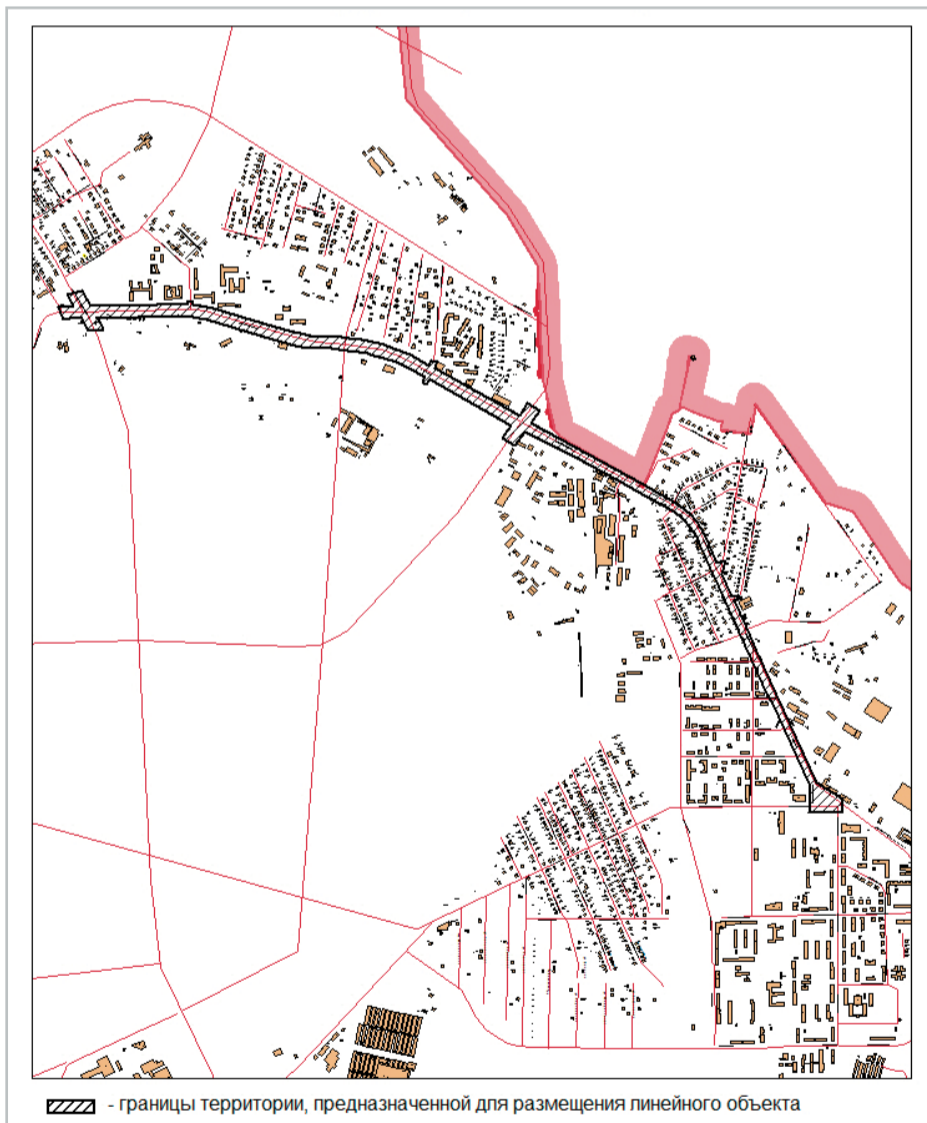 - границы территории, предназначенной для размещения линейного объекта